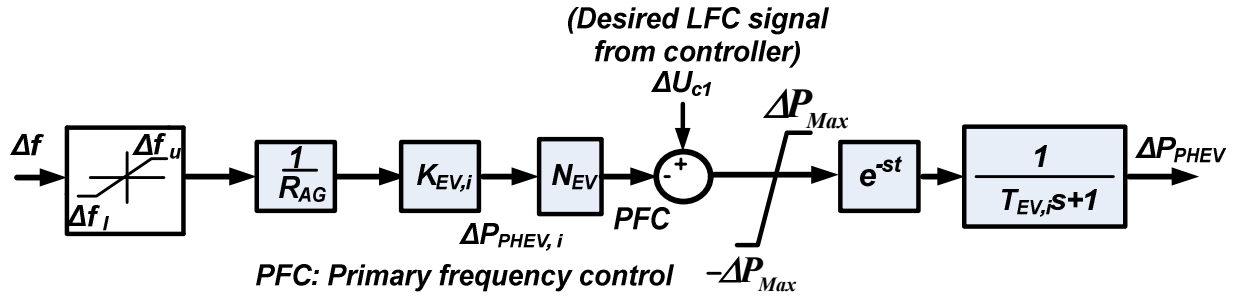 (Desired LFC signal
from controller)
ΔU_c1
Δf
Δf_u
Δf_l
1
R_AG
K_EV,i
ΔP_PHEV, i
N_EV
PFC
+
-
ΔP_Max
−ΔP_Max
e^-st
1
T_EV,i s+1
ΔP_PHEV
PFC: Primary frequency control